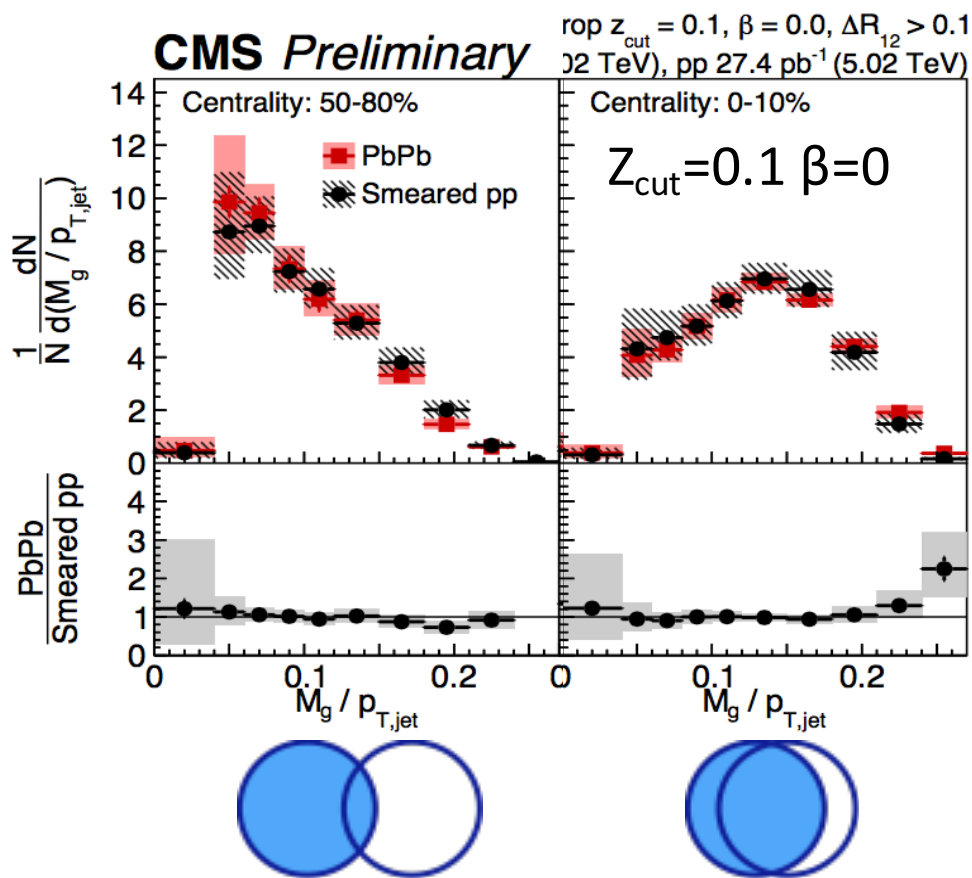 CMS Preliminary
rop z_cut = 0.1, β = 0.0, ΔR_12 > 0.1
02 TeV), pp 27.4 pb^-1 (5.02 TeV)
Centrality: 50-80%
PbPb
Smeared pp
Centrality: 0-10%
Z_cut=0.1 β=0
1/N dN/d(M_g / p_T,jet)
14
12
10
8
6
4
2
0
PbPb/Smeared pp
4
3
2
1
0
0 0.1 0.2
M_g / p_T,jet
0 0.1 0.2
M_g / p_T,jet